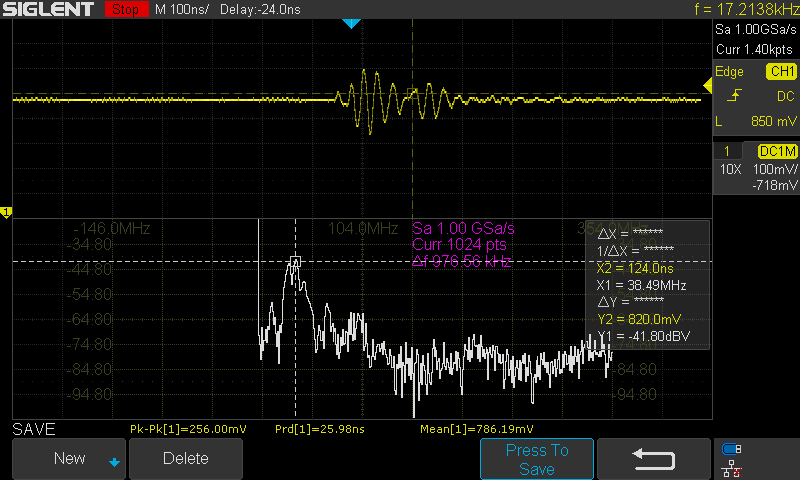 SIGLENT Stop M 100ns/ Delay:-24.0ns f = 17.2138kHz
Sa 1.00GSa/s
Curr 1.40kpts
Edge CH1
DC
L 850 mV
1 DC1M
10X 100mV/
-718mV
1
-146.0MHz 104.0MHz Sa 1.00 GSa/s
-34.80 Curr 1024 pts
-44.80 Δf 976.56 kHz
-54.80
-64.80
-74.80
-84.80 -84.80
-94.80 -94.80
ΔX = ******
1/ΔX = ******
X2 = 124.0ns
X1 = 38.49MHz
ΔY = ******
Y2 = 820.0mV
Y1 = -41.80dBV
SAVE Pk-Pk[1]=256.00mV Prd[1]=25.98ns Mean[1]=786.19mV
New Delete Press To
Save